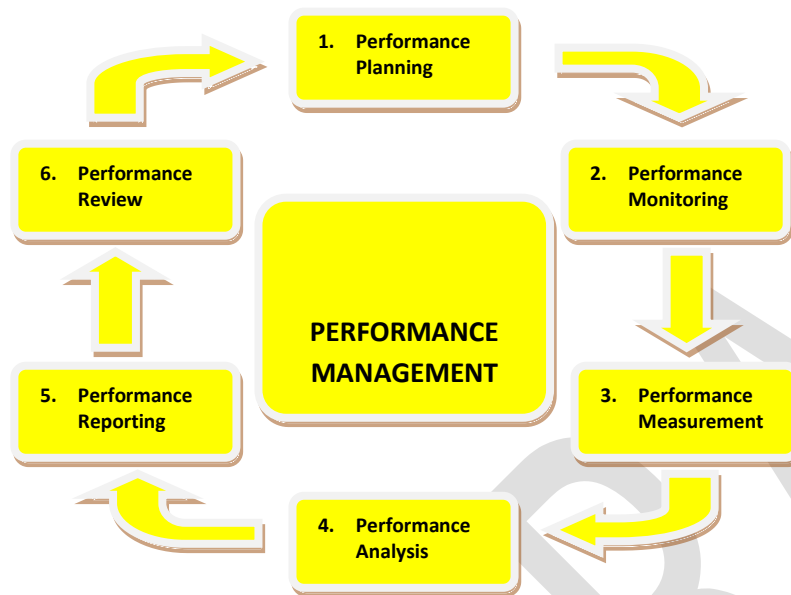 1. Performance
Planning
6. Performance
Review
2. Performance
Monitoring
PERFORMANCE
MANAGEMENT
5. Performance
Reporting
3. Performance
Measurement
4. Performance
Analysis